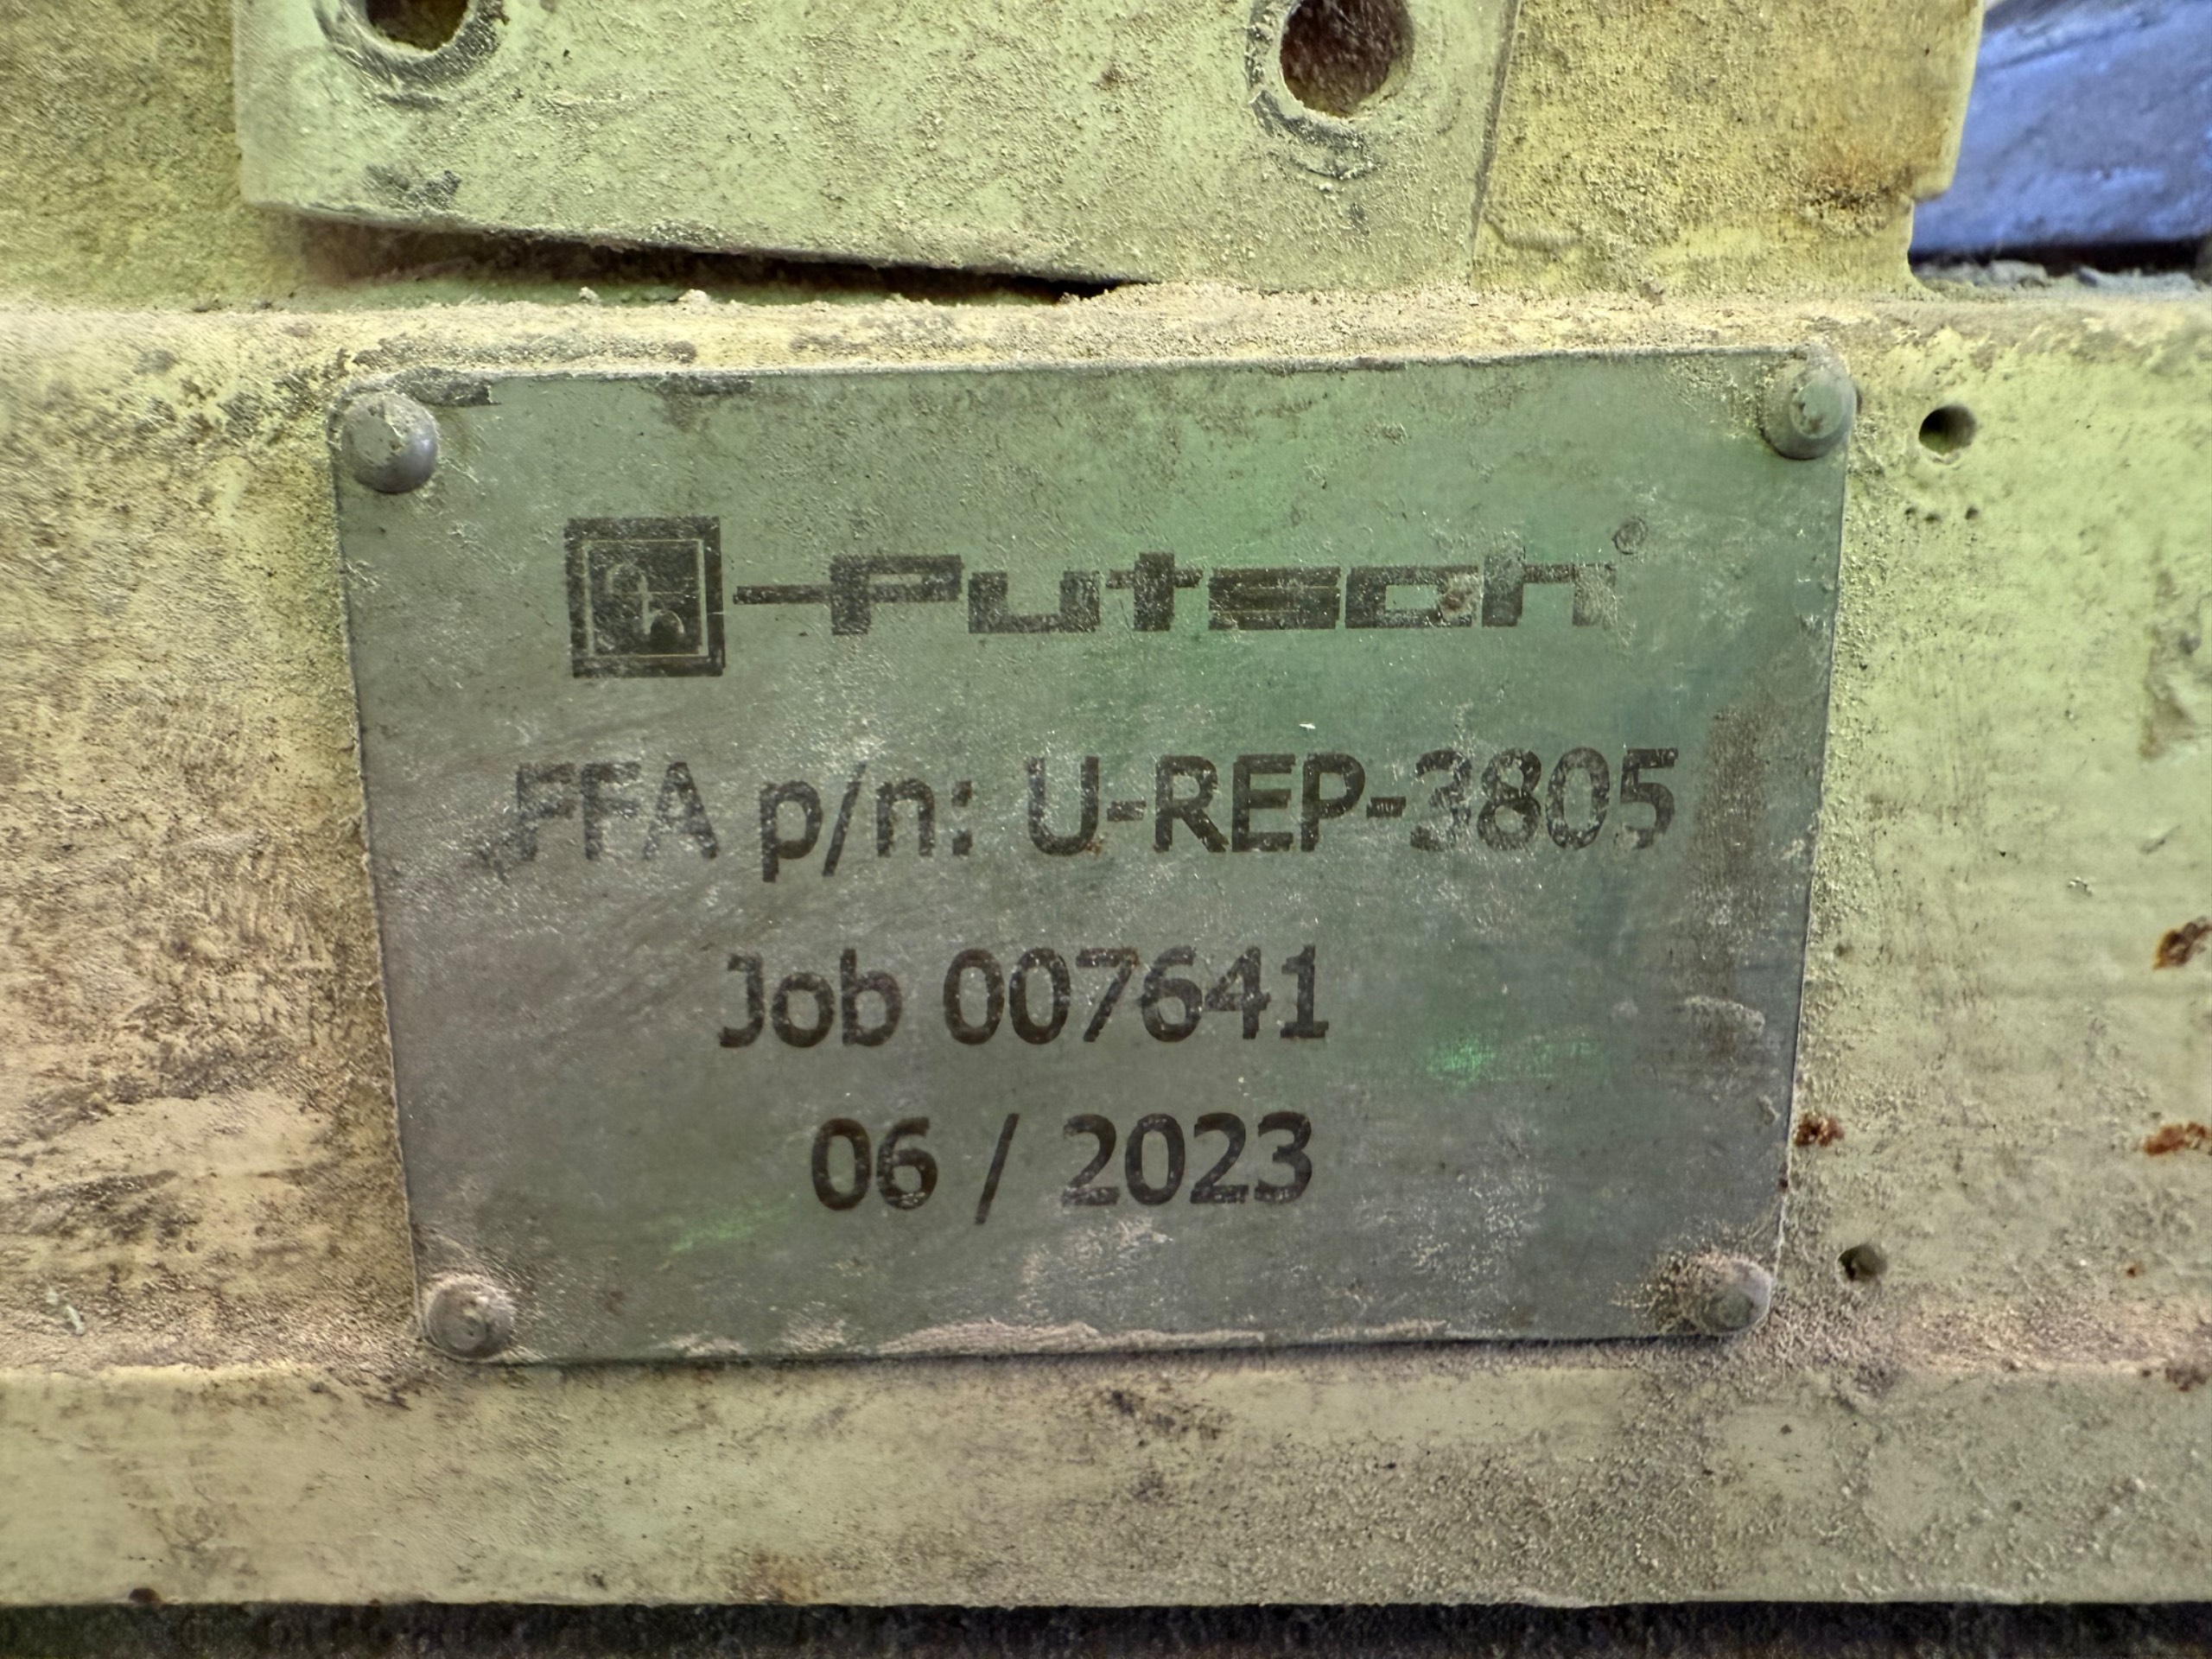 Putsch®
FFA p/n: U-REP-3805
Job 007641
06 / 2023